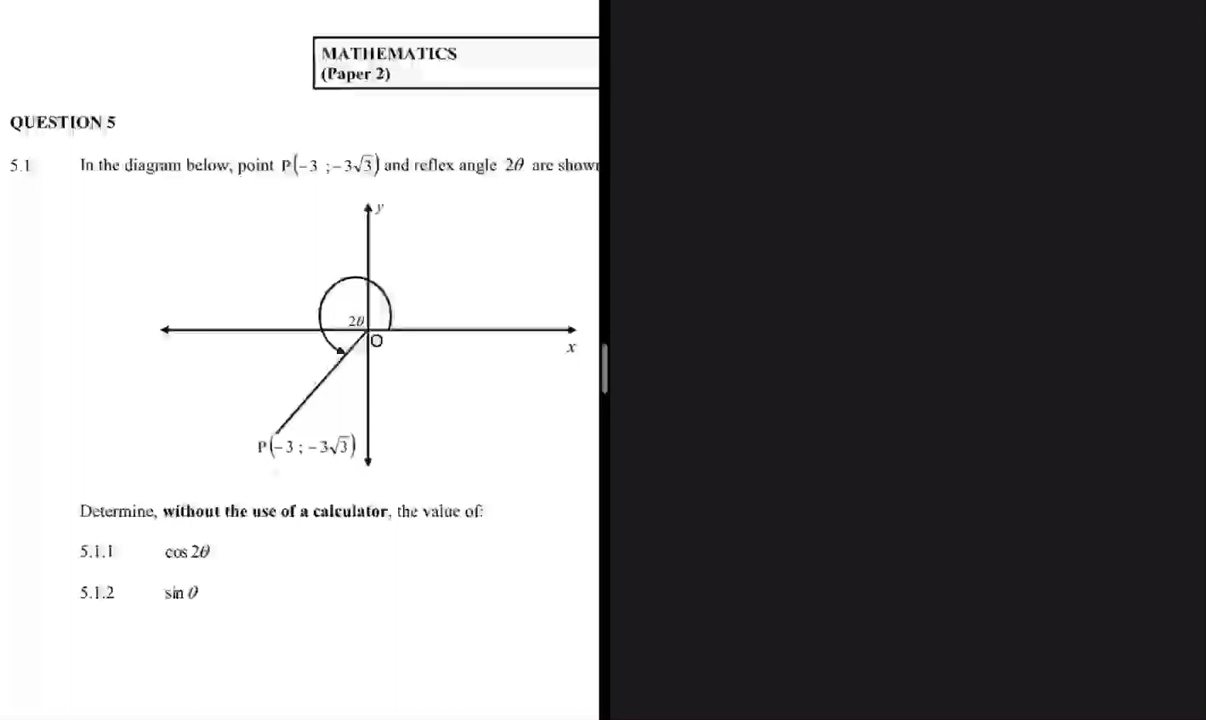 MATHEMATICS
(Paper 2)
QUESTION 5
5.1 In the diagram below, point P(−3 ; −3√3) and reflex angle 2θ are shown
y
2θ
O
x
P(−3 ; −3√3)
Determine, without the use of a calculator, the value of:
5.1.1 cos 2θ
5.1.2 sin θ